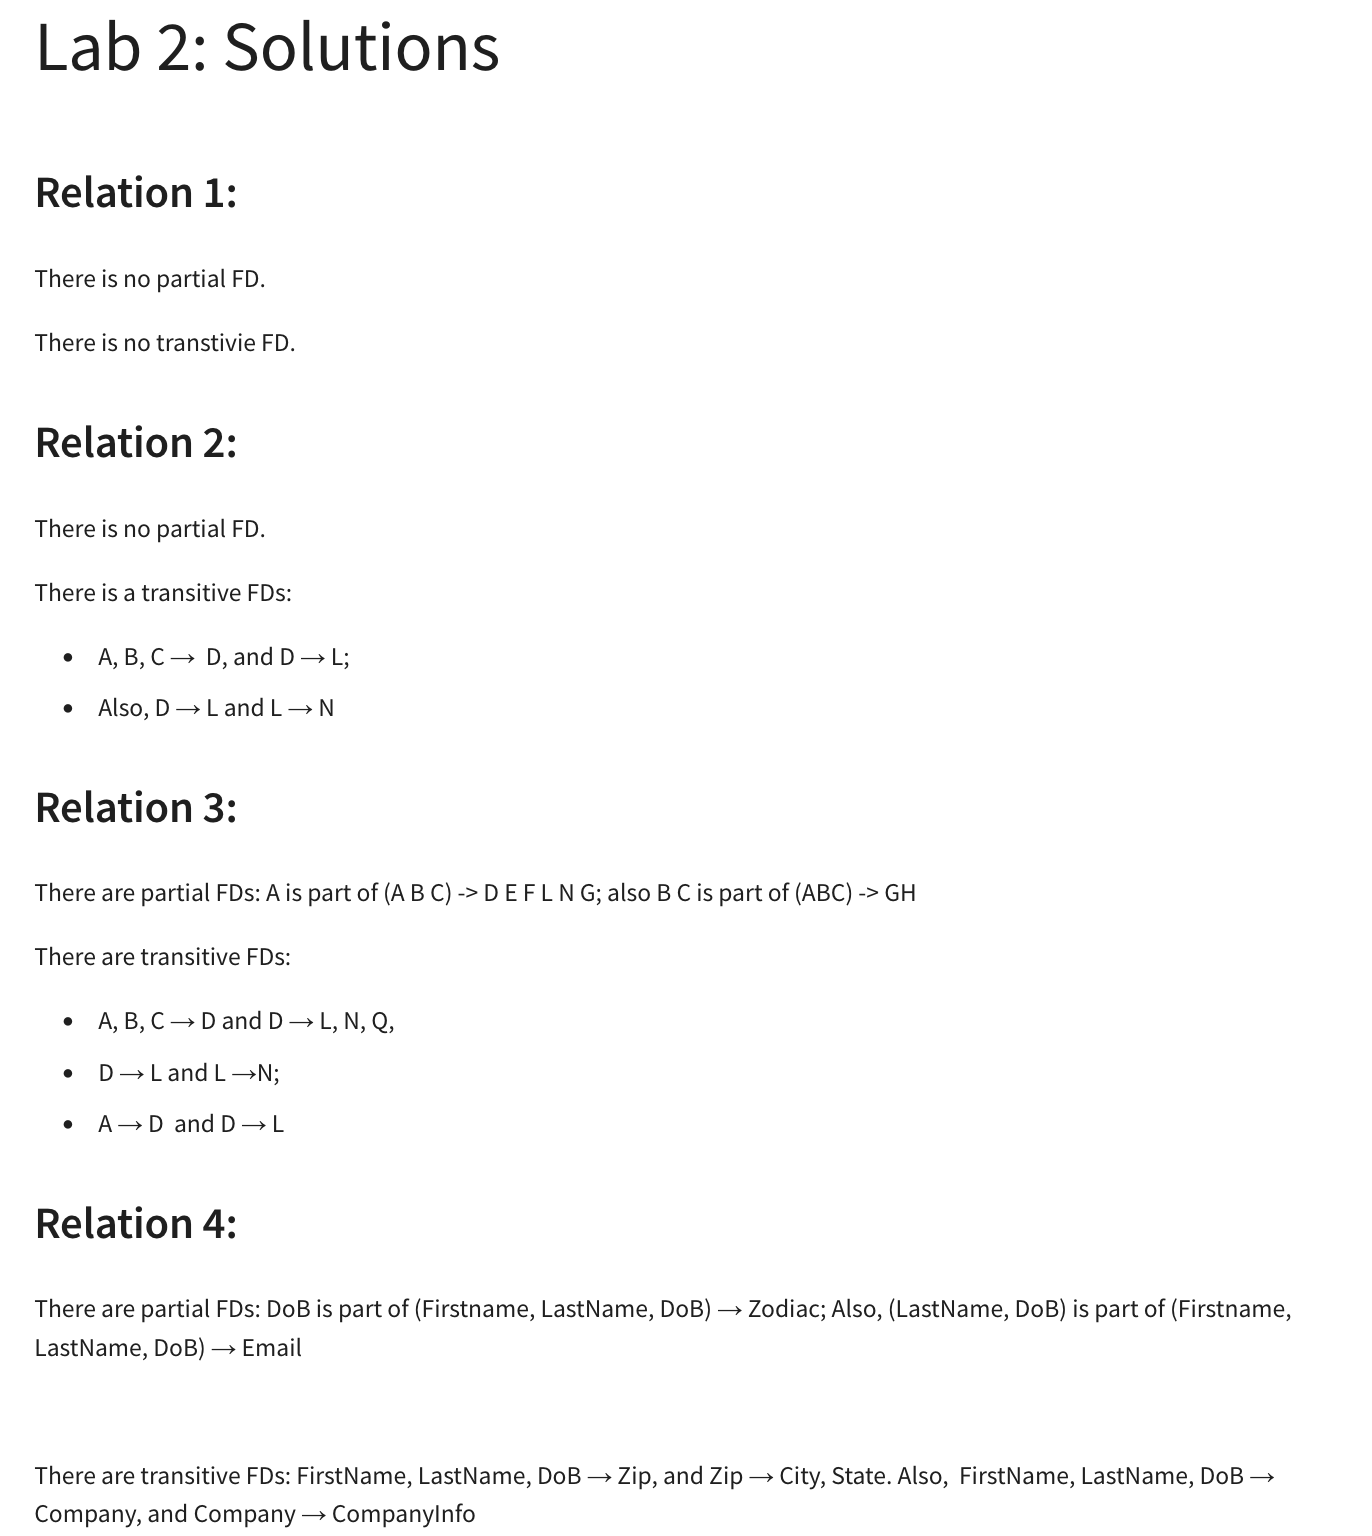 Lab 2: Solutions
Relation 1:
There is no partial FD.
There is no transtivie FD.
Relation 2:
There is no partial FD.
There is a transitive FDs:
• A, B, C → D, and D → L;
• Also, D → L and L → N
Relation 3:
There are partial FDs: A is part of (A B C) -> D E F L N G; also B C is part of (ABC) -> GH
There are transitive FDs:
• A, B, C → D and D → L, N, Q,
• D → L and L →N;
• A → D and D → L
Relation 4:
There are partial FDs: DoB is part of (Firstname, LastName, DoB) → Zodiac; Also, (LastName, DoB) is part of (Firstname,
LastName, DoB) → Email
There are transitive FDs: FirstName, LastName, DoB → Zip, and Zip → City, State. Also, FirstName, LastName, DoB →
Company, and Company → CompanyInfo